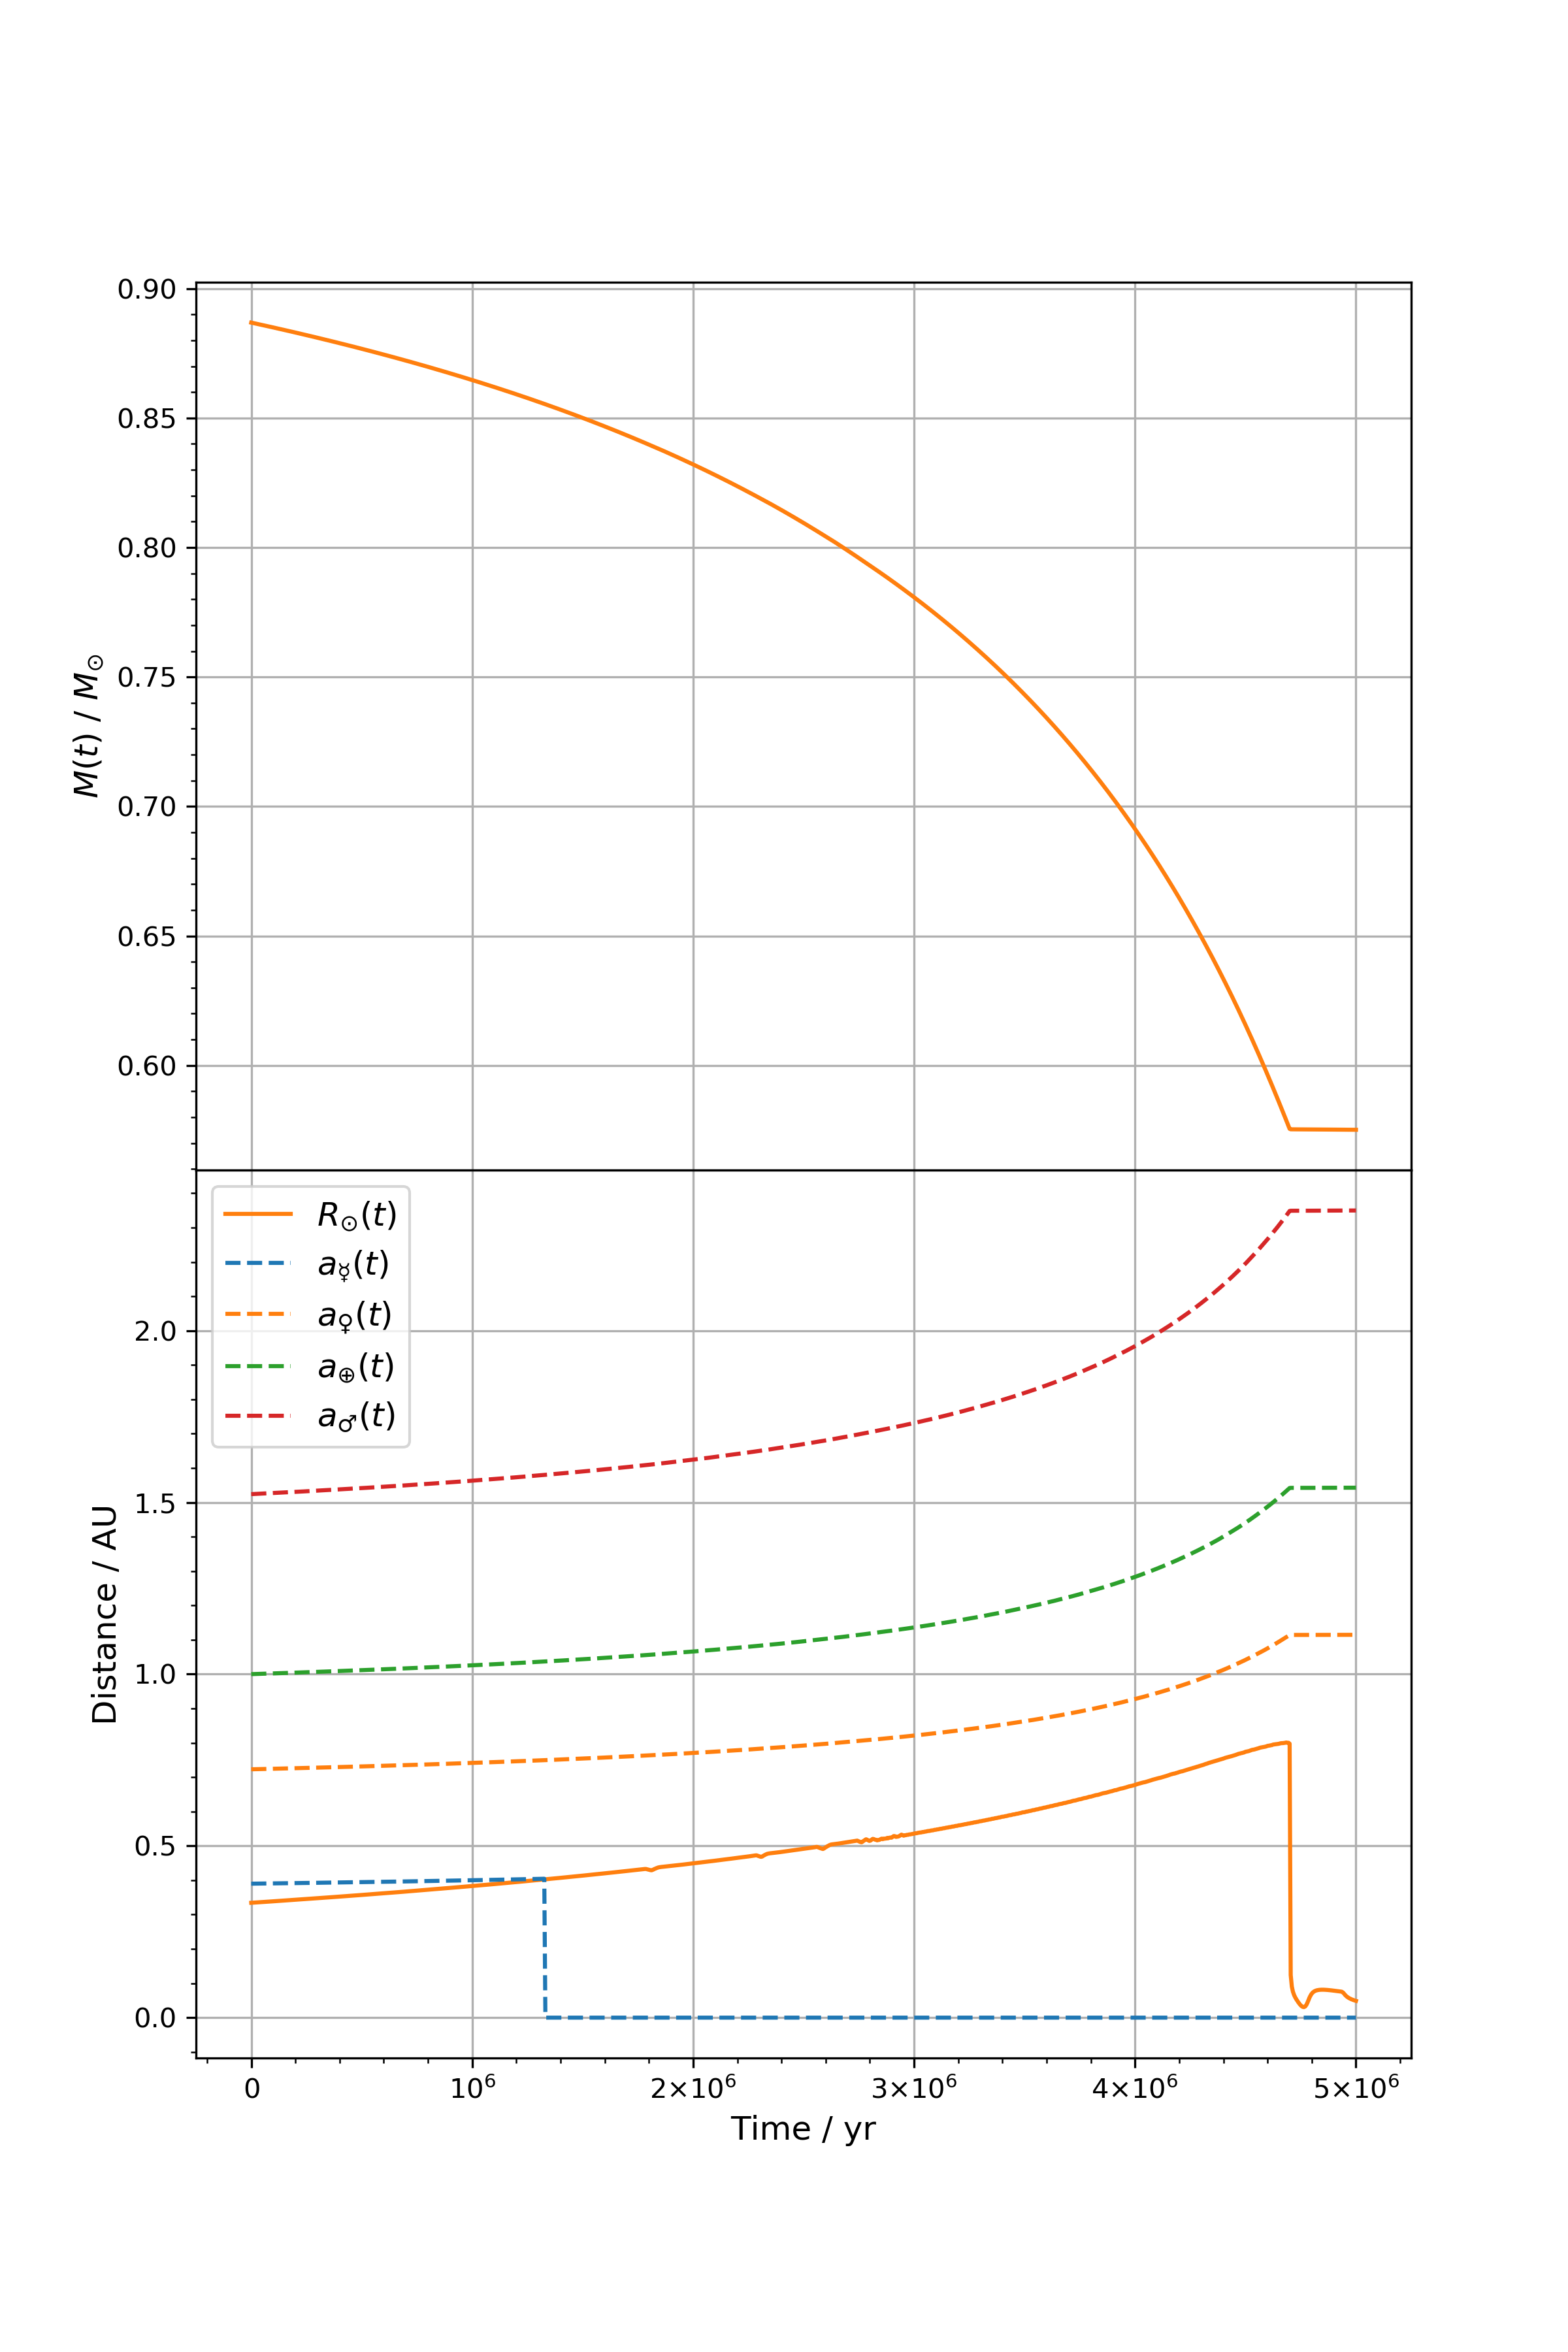 0.90
0.85
0.80
0.75
0.70
0.65
0.60
M(t) / M☉
R☉(t)
a☿(t)
a♀(t)
a⊕(t)
a♂(t)
2.0
1.5
1.0
0.5
0.0
Distance / AU
0 10⁶ 2×10⁶ 3×10⁶ 4×10⁶ 5×10⁶
Time / yr